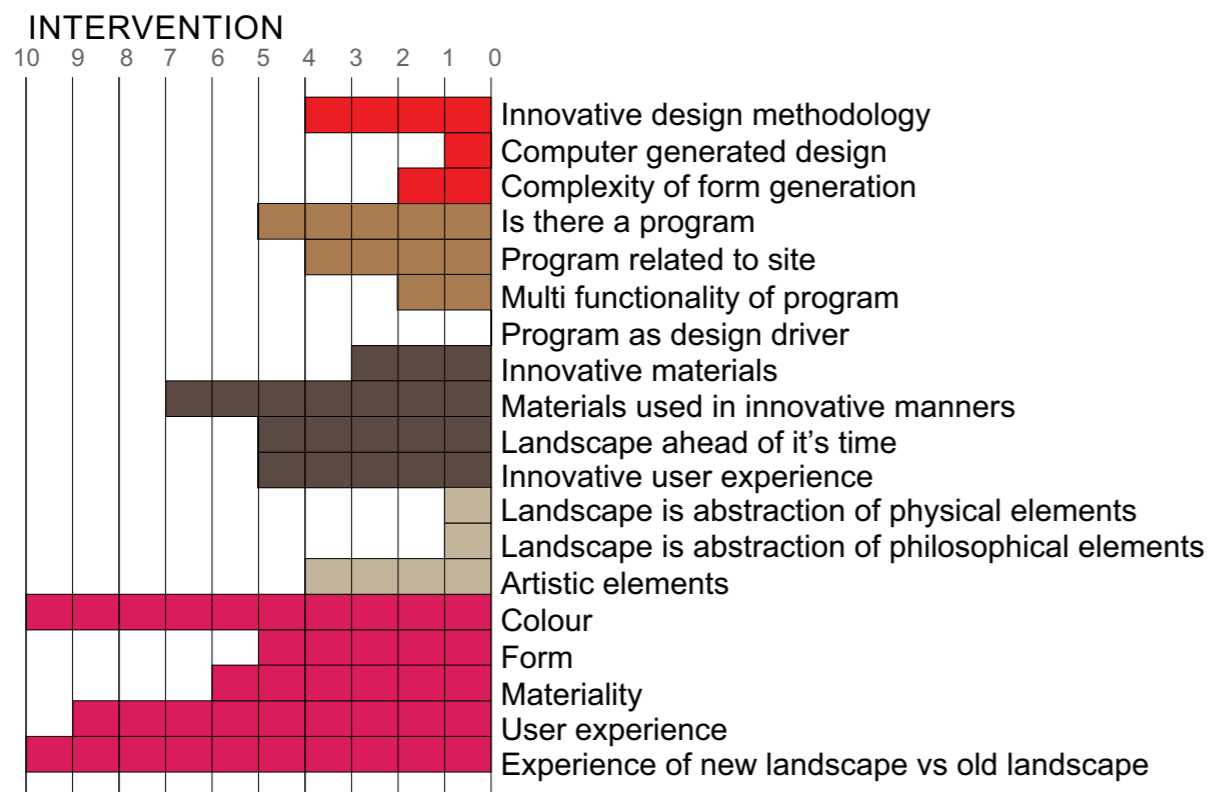 INTERVENTION
10 9 8 7 6 5 4 3 2 1 0
Innovative design methodology
Computer generated design
Complexity of form generation
Is there a program
Program related to site
Multi functionality of program
Program as design driver
Innovative materials
Materials used in innovative manners
Landscape ahead of it’s time
Innovative user experience
Landscape is abstraction of physical elements
Landscape is abstraction of philosophical elements
Artistic elements
Colour
Form
Materiality
User experience
Experience of new landscape vs old landscape